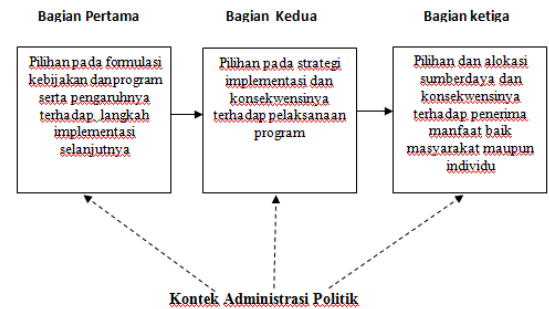 Bagian Pertama
Bagian Kedua
Bagian ketiga
Pilihan pada formulasi
kebijakan danprogram
serta pengaruhnya
terhadap, langkah
implementasi
selanjutnya
Pilihan pada strategi
implementasi dan
konsekwensinya
terhadap pelaksanaan
program
Pilihan dan alokasi
sumberdaya dan
konsekwensinya
terhadap penerima
manfaat baik
masyarakat maupun
individu
Kontek Administrasi Politik